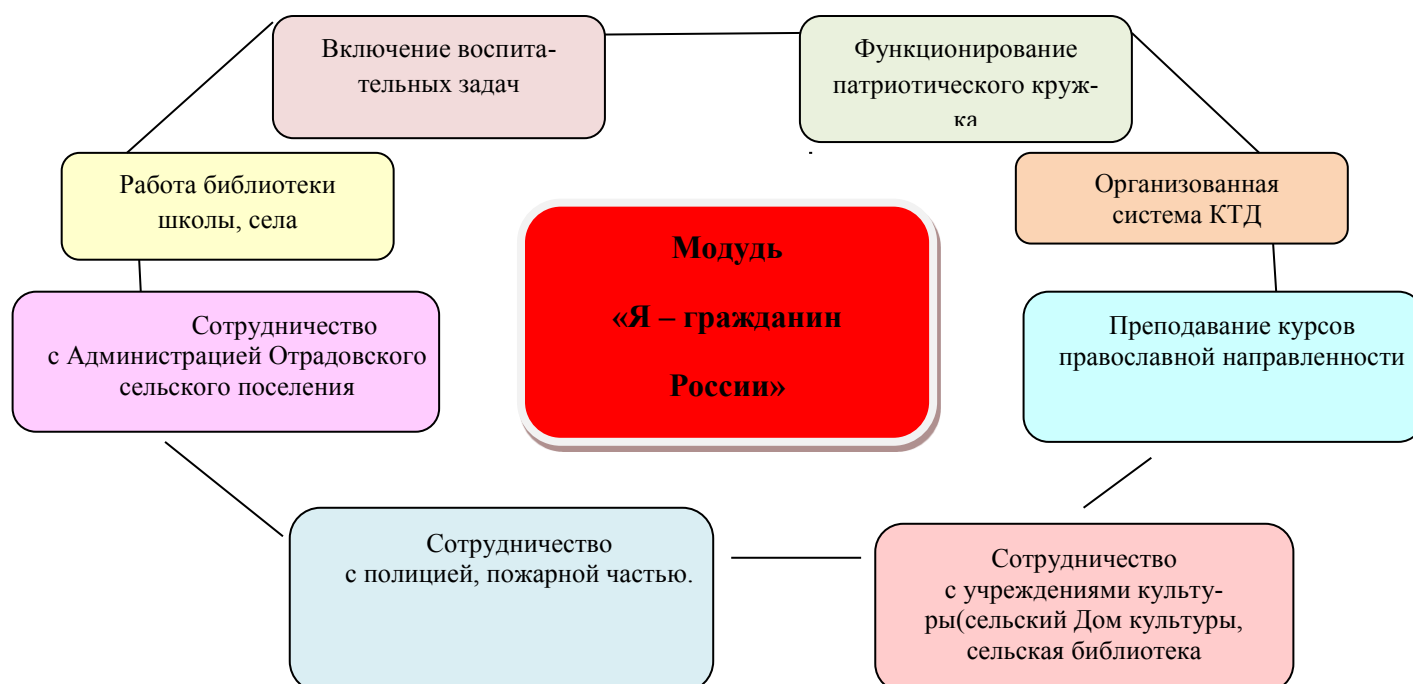 Включение воспита-
тельных задач
Функционирование
патриотического круж-
ка
Работа библиотеки
школы, села
Организованная
система КТД
Модудь
«Я – гражданин
России»
Сотрудничество
с Администрацией Отрадовского
сельского поселения
Преподавание курсов
православной направленности
Сотрудничество
с полицией, пожарной частью.
Сотрудничество
с учреждениями культу-
ры(сельский Дом культуры,
сельская библиотека